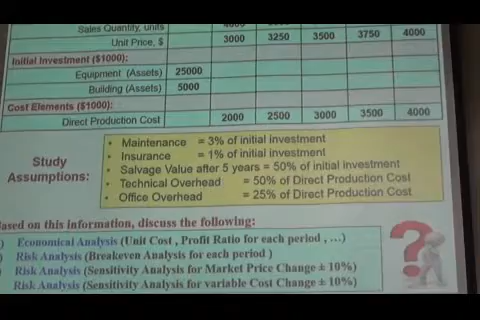 Sales Quantity, units 4000
Unit Price, $ 3000 3250 3500 3750 4000
Initial Investment ($1000):
Equipment (Assets) 25000
Building (Assets) 5000
Cost Elements ($1000):
Direct Production Cost 2000 2500 3000 3500 4000
Study Assumptions:
• Maintenance = 3% of initial investment
• Insurance = 1% of initial investment
• Salvage Value after 5 years = 50% of initial investment
• Technical Overhead = 50% of Direct Production Cost
• Office Overhead = 25% of Direct Production Cost
Based on this information, discuss the following:
) Economical Analysis (Unit Cost , Profit Ratio for each period , ...)
) Risk Analysis (Breakeven Analysis for each period )
) Risk Analysis (Sensitivity Analysis for Market Price Change ± 10%)
Risk Analysis (Sensitivity Analysis for variable Cost Change ± 10%)
?